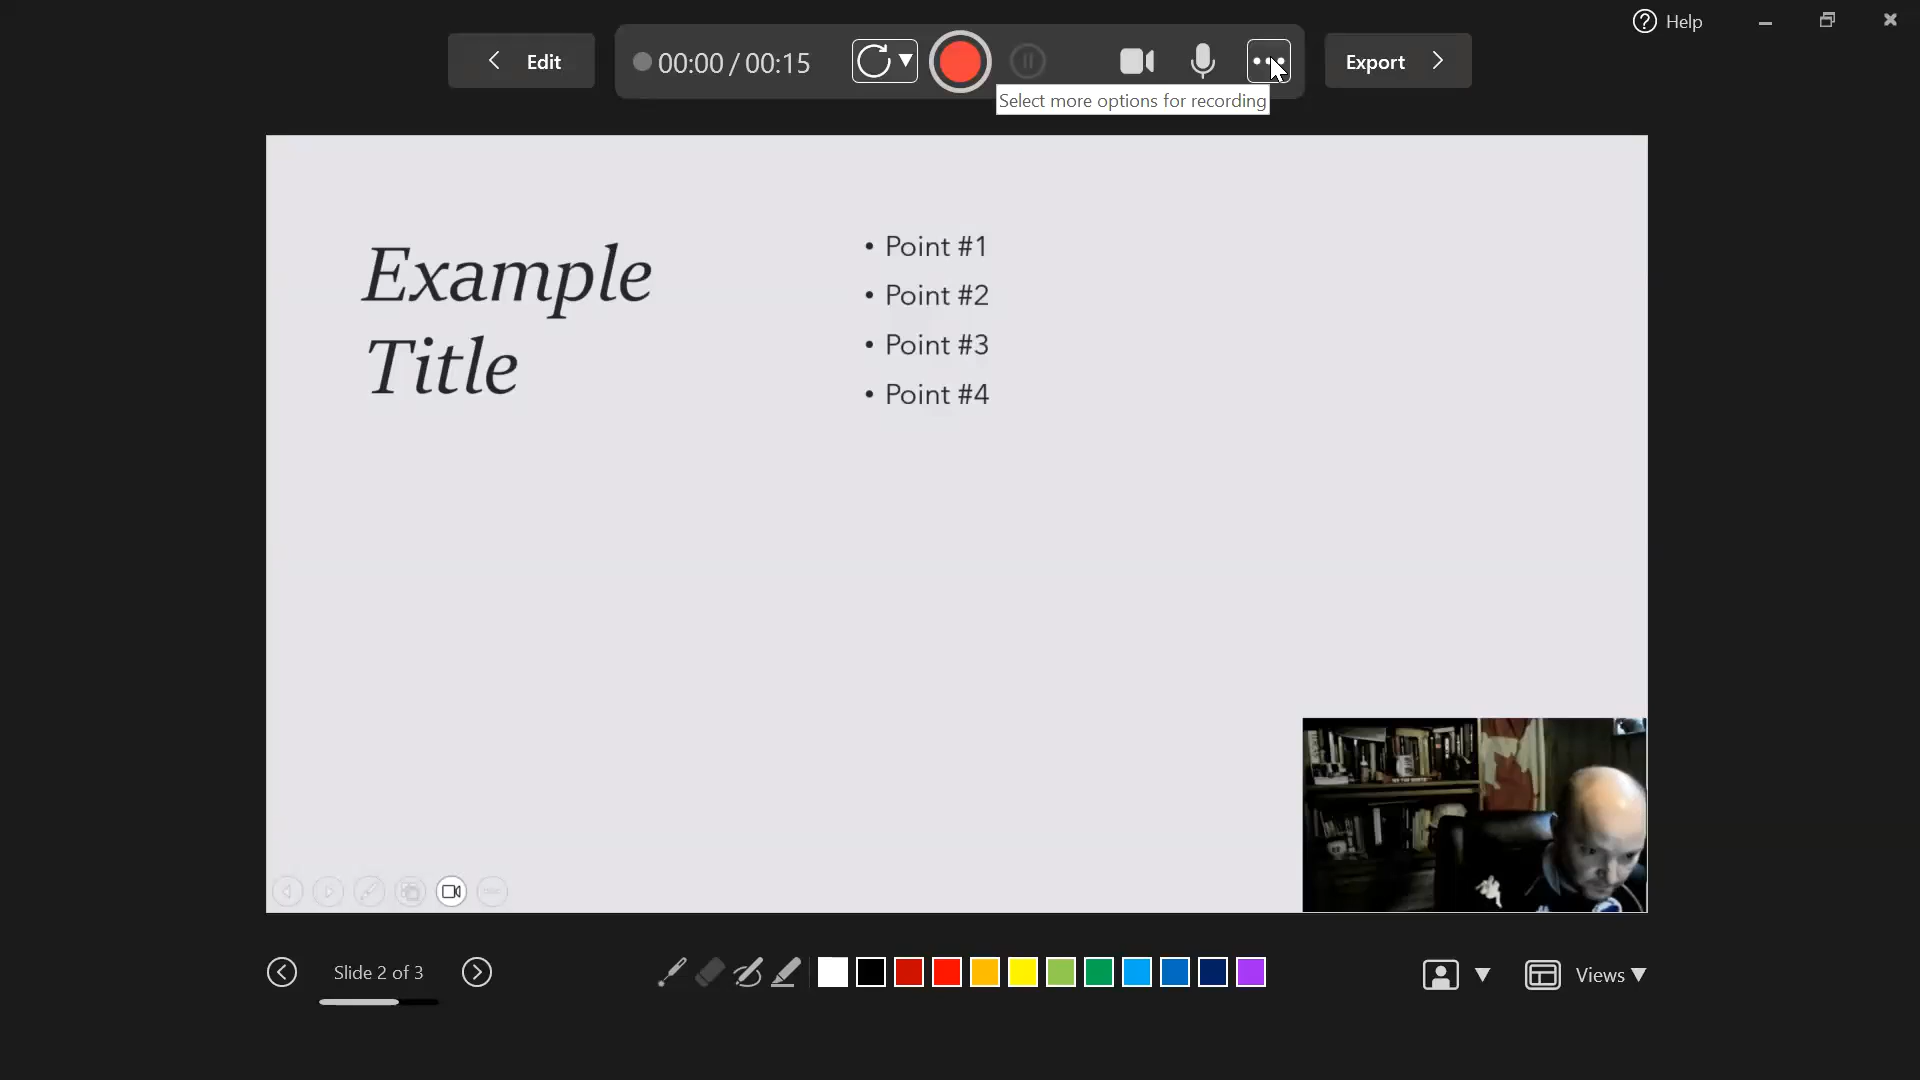 Help
Edit
00:00 / 00:15
Export
Select more options for recording
Example
Title
• Point #1
• Point #2
• Point #3
• Point #4
Slide 2 of 3
Views